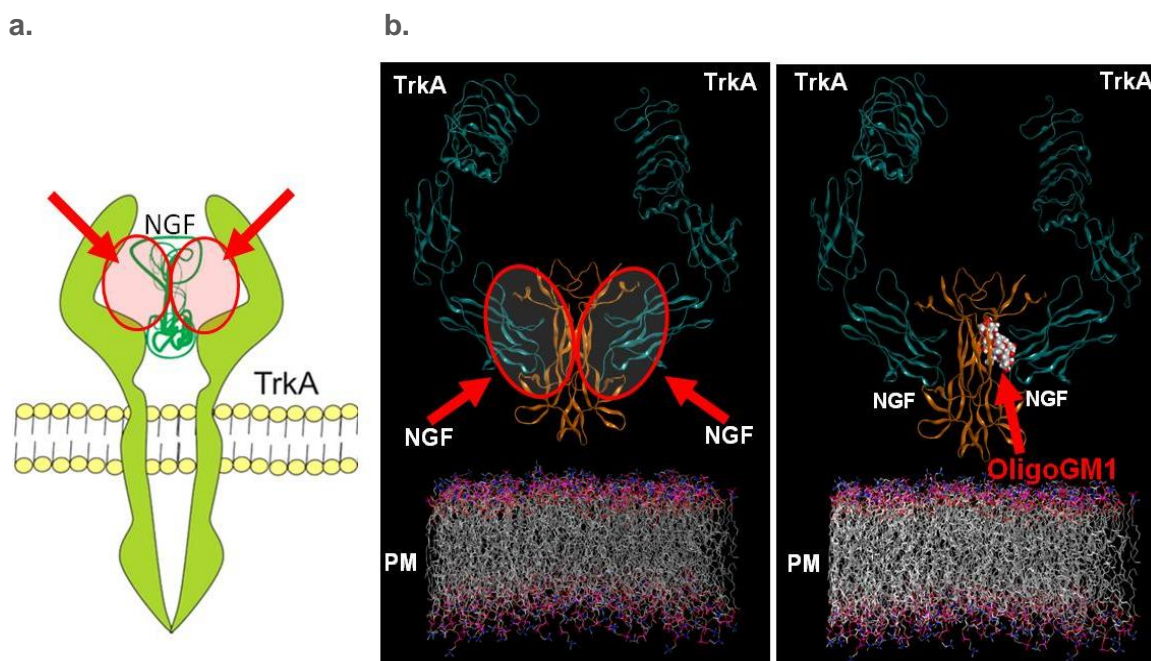 a.
NGF
TrkA
b.
TrkA TrkA
NGF NGF
PM
TrkA TrkA
NGF NGF
OligoGM1
PM